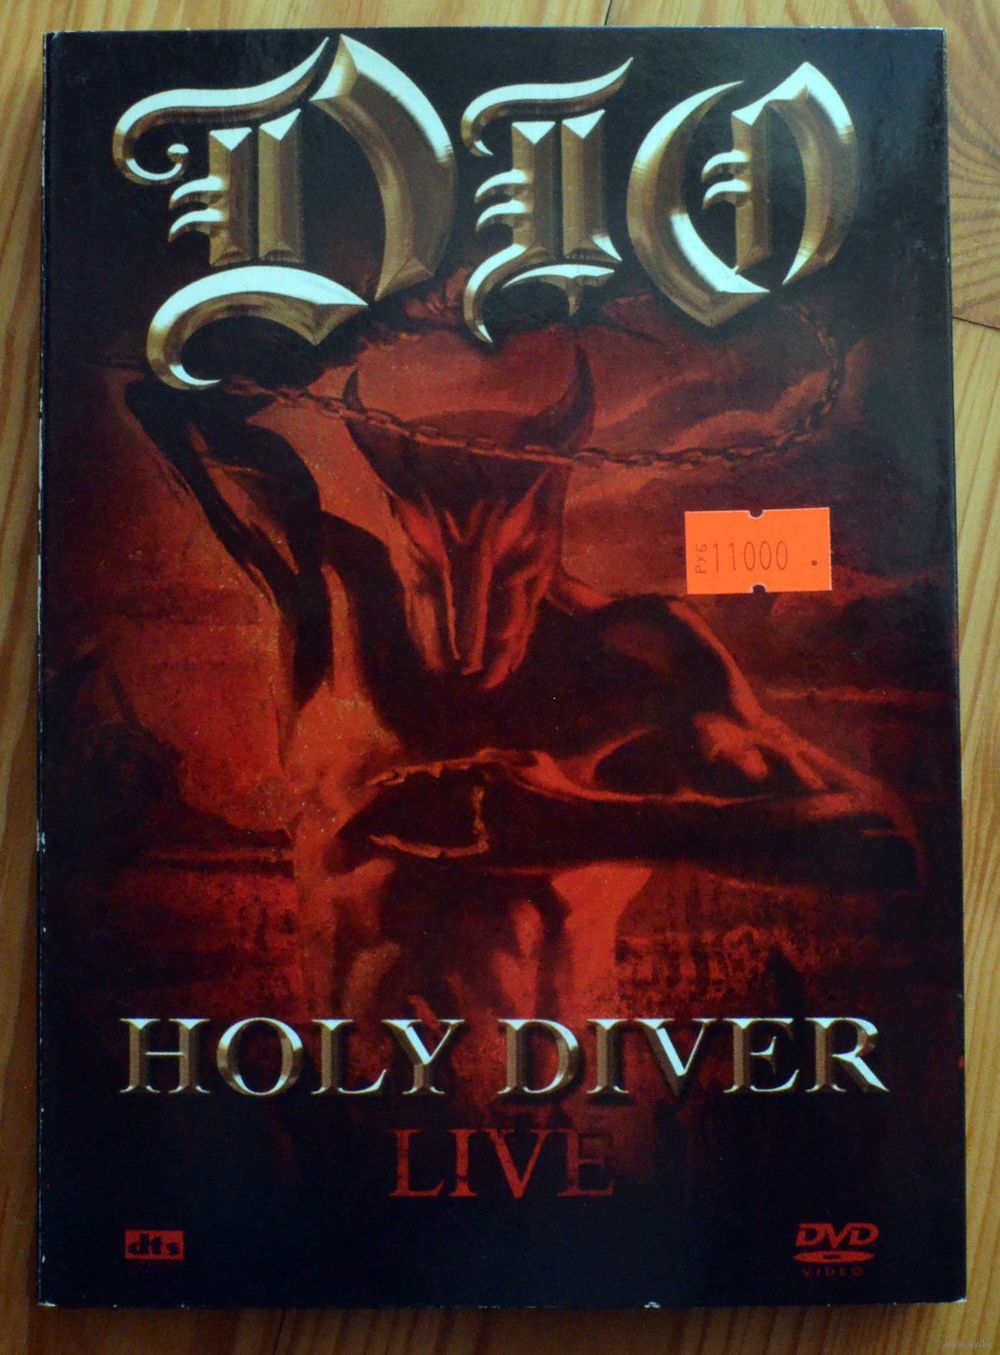 DIO
Руб 11000 .
HOLY DIVER
LIVE
dts
DVD
VIDEO